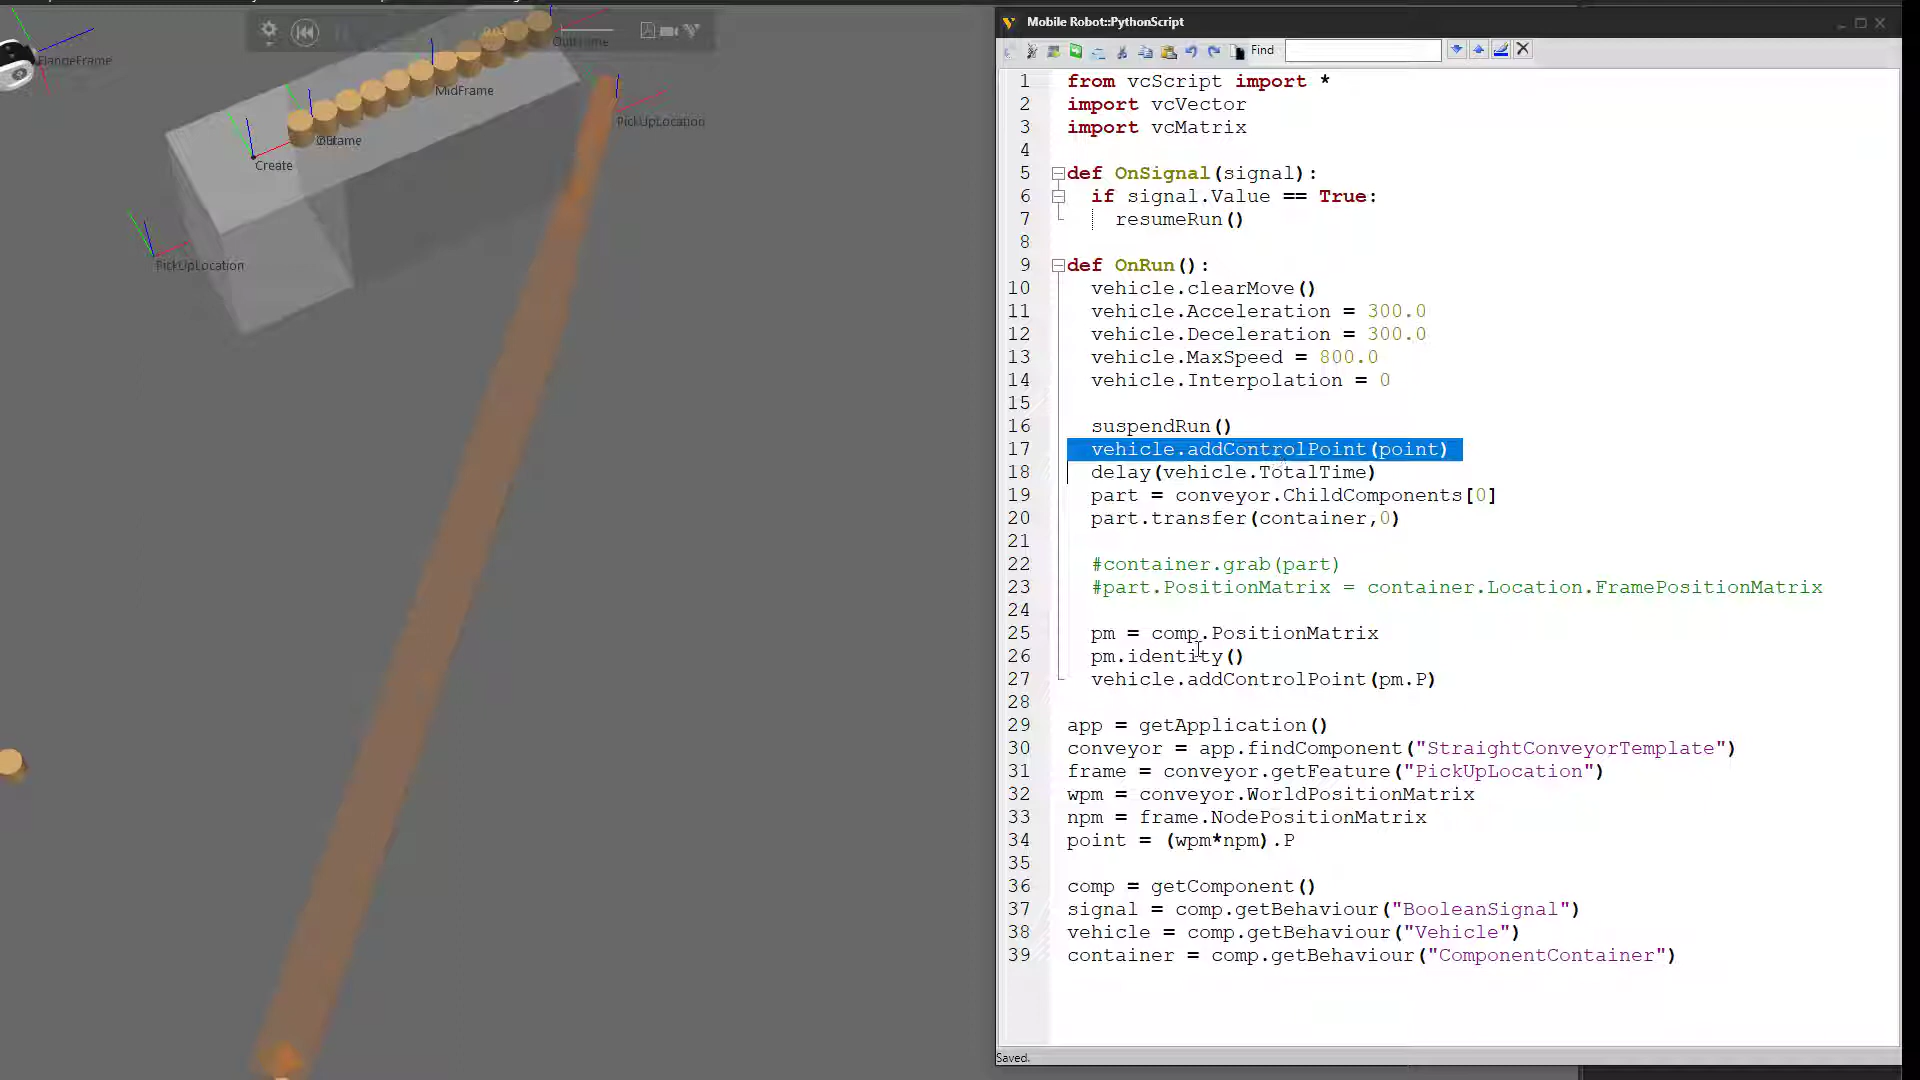 FlangeFrame
OutFrame
MidFrame
PickUpLocation
Create
PickUpLocation
Mobile Robot::PythonScript
Find
1 from vcScript import *
2 import vcVector
3 import vcMatrix
4
5 def OnSignal(signal):
6 if signal.Value == True:
7 resumeRun()
8
9 def OnRun():
10 vehicle.clearMove()
11 vehicle.Acceleration = 300.0
12 vehicle.Deceleration = 300.0
13 vehicle.MaxSpeed = 800.0
14 vehicle.Interpolation = 0
15
16 suspendRun()
17 vehicle.addControlPoint(point)
18 delay(vehicle.TotalTime)
19 part = conveyor.ChildComponents[0]
20 part.transfer(container,0)
21
22 #container.grab(part)
23 #part.PositionMatrix = container.Location.FramePositionMatrix
24
25 pm = comp.PositionMatrix
26 pm.identity()
27 vehicle.addControlPoint(pm.P)
28
29 app = getApplication()
30 conveyor = app.findComponent("StraightConveyorTemplate")
31 frame = conveyor.getFeature("PickUpLocation")
32 wpm = conveyor.WorldPositionMatrix
33 npm = frame.NodePositionMatrix
34 point = (wpm*npm).P
35
36 comp = getComponent()
37 signal = comp.getBehaviour("BooleanSignal")
38 vehicle = comp.getBehaviour("Vehicle")
39 container = comp.getBehaviour("ComponentContainer")
Saved.